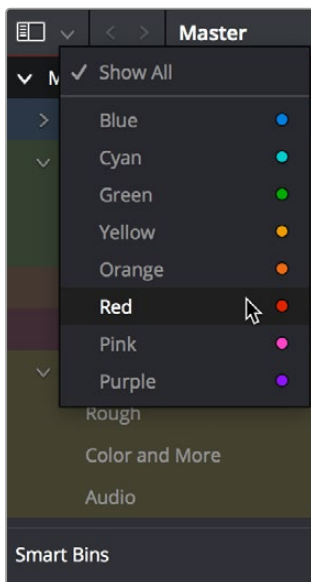 Master
M
Show All
Blue
Cyan
Green
Yellow
Orange
Red
Pink
Purple
Rough
Color and More
Audio
Smart Bins